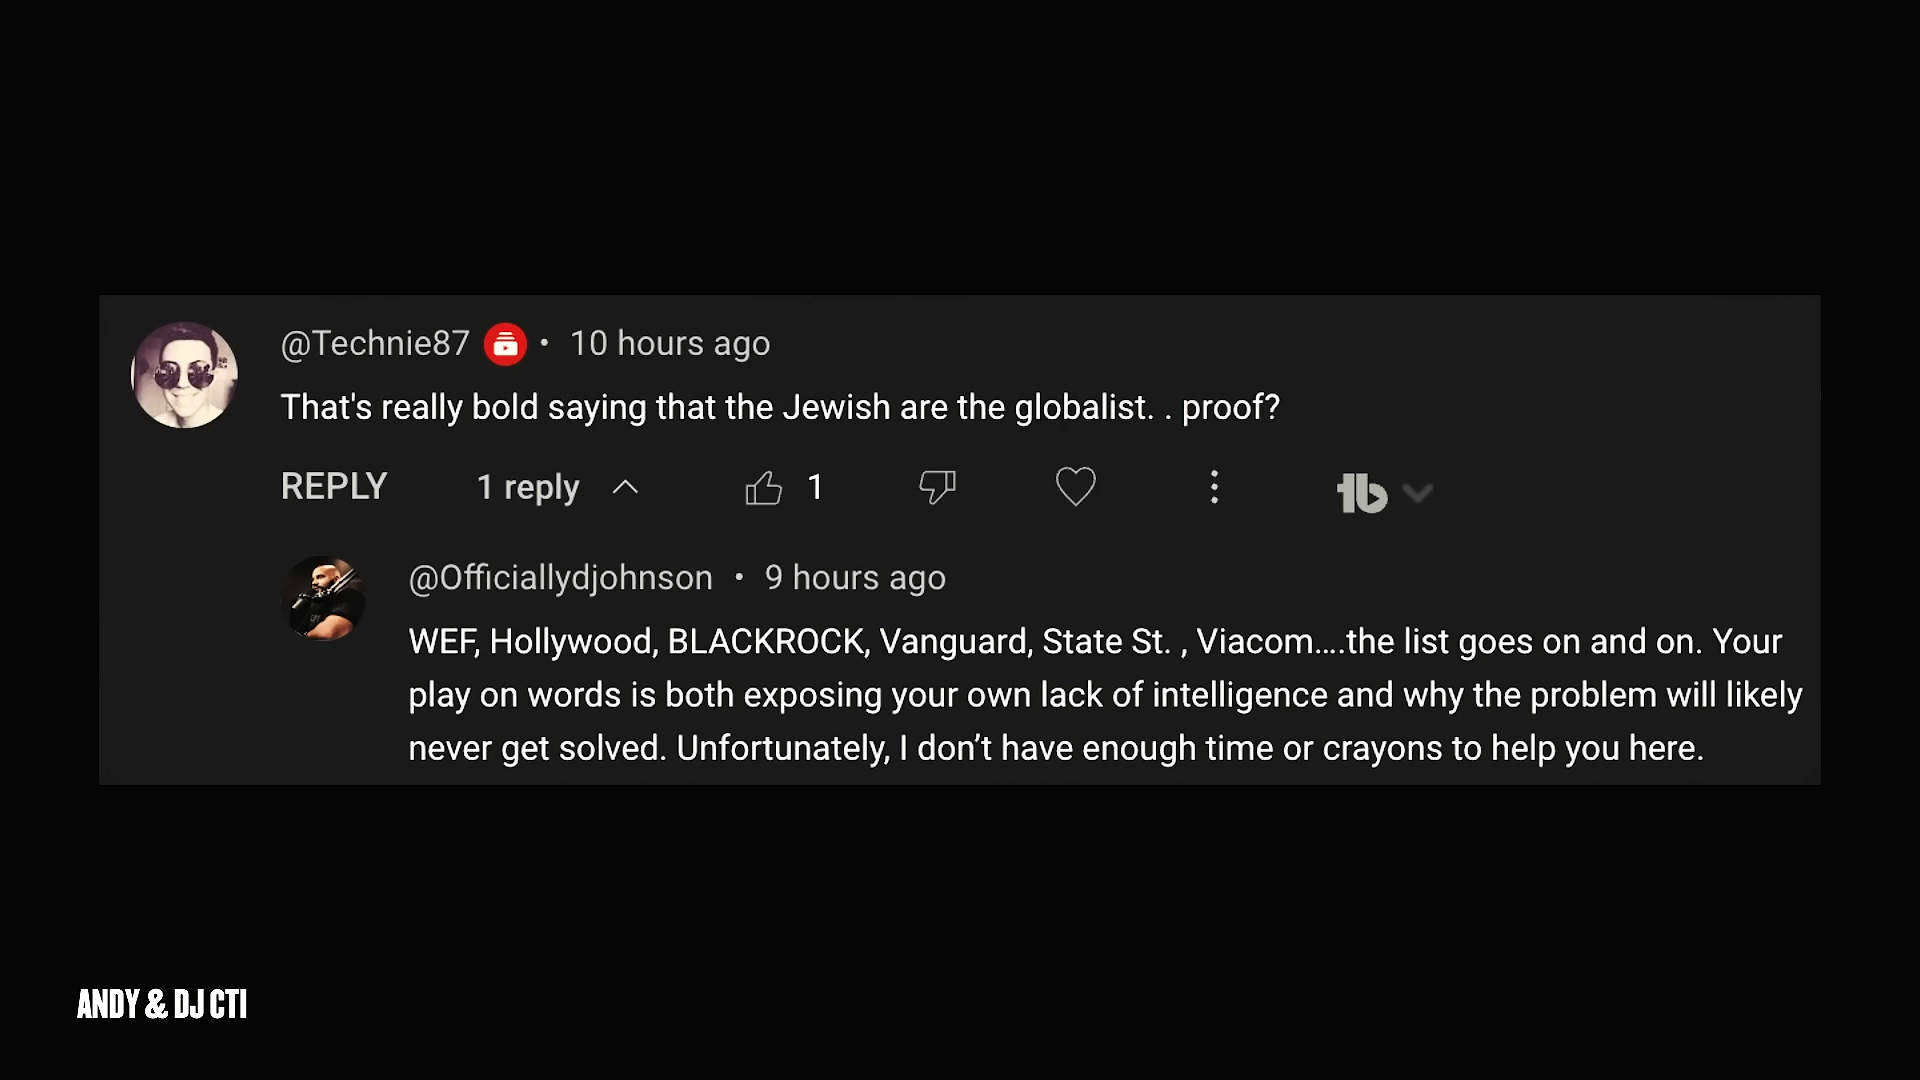 @Technie87 • 10 hours ago
That's really bold saying that the Jewish are the globalist. . proof?
REPLY 1 reply 1 tb
@Officiallydjohnson • 9 hours ago
WEF, Hollywood, BLACKROCK, Vanguard, State St. , Viacom....the list goes on and on. Your
play on words is both exposing your own lack of intelligence and why the problem will likely
never get solved. Unfortunately, I don’t have enough time or crayons to help you here.
ANDY & DJ CTI